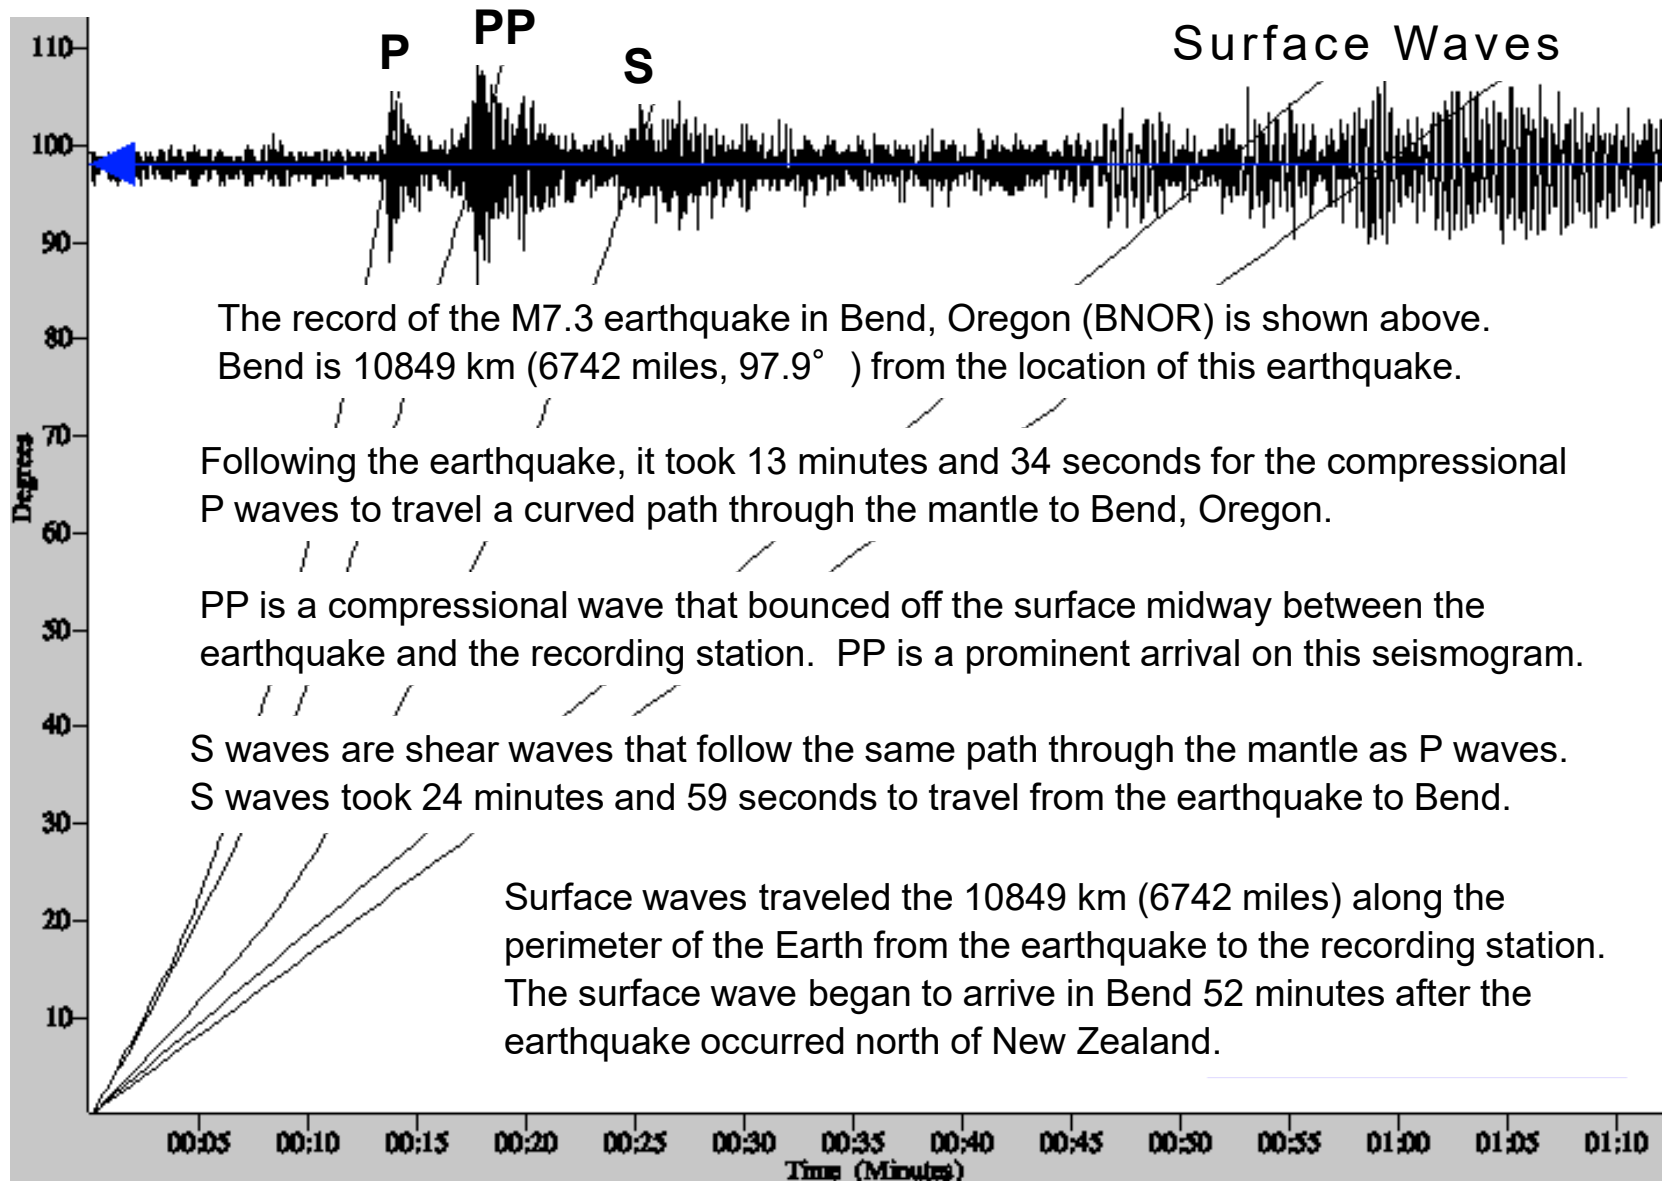 P
PP
S
Surface Waves
110
100
90
80
70
60
50
40
30
20
10
Degrees
The record of the M7.3 earthquake in Bend, Oregon (BNOR) is shown above.
Bend is 10849 km (6742 miles, 97.9° ) from the location of this earthquake.
Following the earthquake, it took 13 minutes and 34 seconds for the compressional
P waves to travel a curved path through the mantle to Bend, Oregon.
PP is a compressional wave that bounced off the surface midway between the
earthquake and the recording station. PP is a prominent arrival on this seismogram.
S waves are shear waves that follow the same path through the mantle as P waves.
S waves took 24 minutes and 59 seconds to travel from the earthquake to Bend.
Surface waves traveled the 10849 km (6742 miles) along the
perimeter of the Earth from the earthquake to the recording station.
The surface wave began to arrive in Bend 52 minutes after the
earthquake occurred north of New Zealand.
00:05 00:10 00:15 00:20 00:25 00:30 00:35 00:40 00:45 00:50 00:55 01:00 01:05 01:10
Time (Minutes)